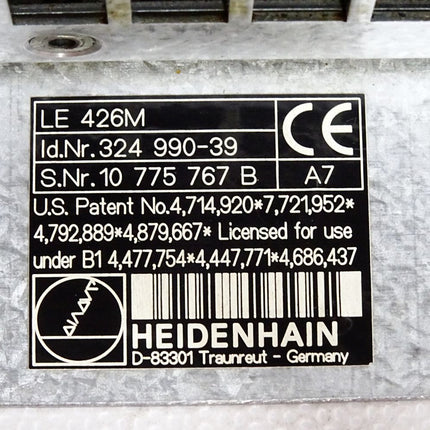 LE 426M
CE
Id.Nr. 324 990-39
S.Nr. 10 775 767 B A7
U.S. Patent No. 4,714,920*7,721,952*
4,792,889*4,879,667* Licensed for use
under B1 4,477,754*4,447,771*4,686,437
HEIDENHAIN
D-83301 Traunreut - Germany